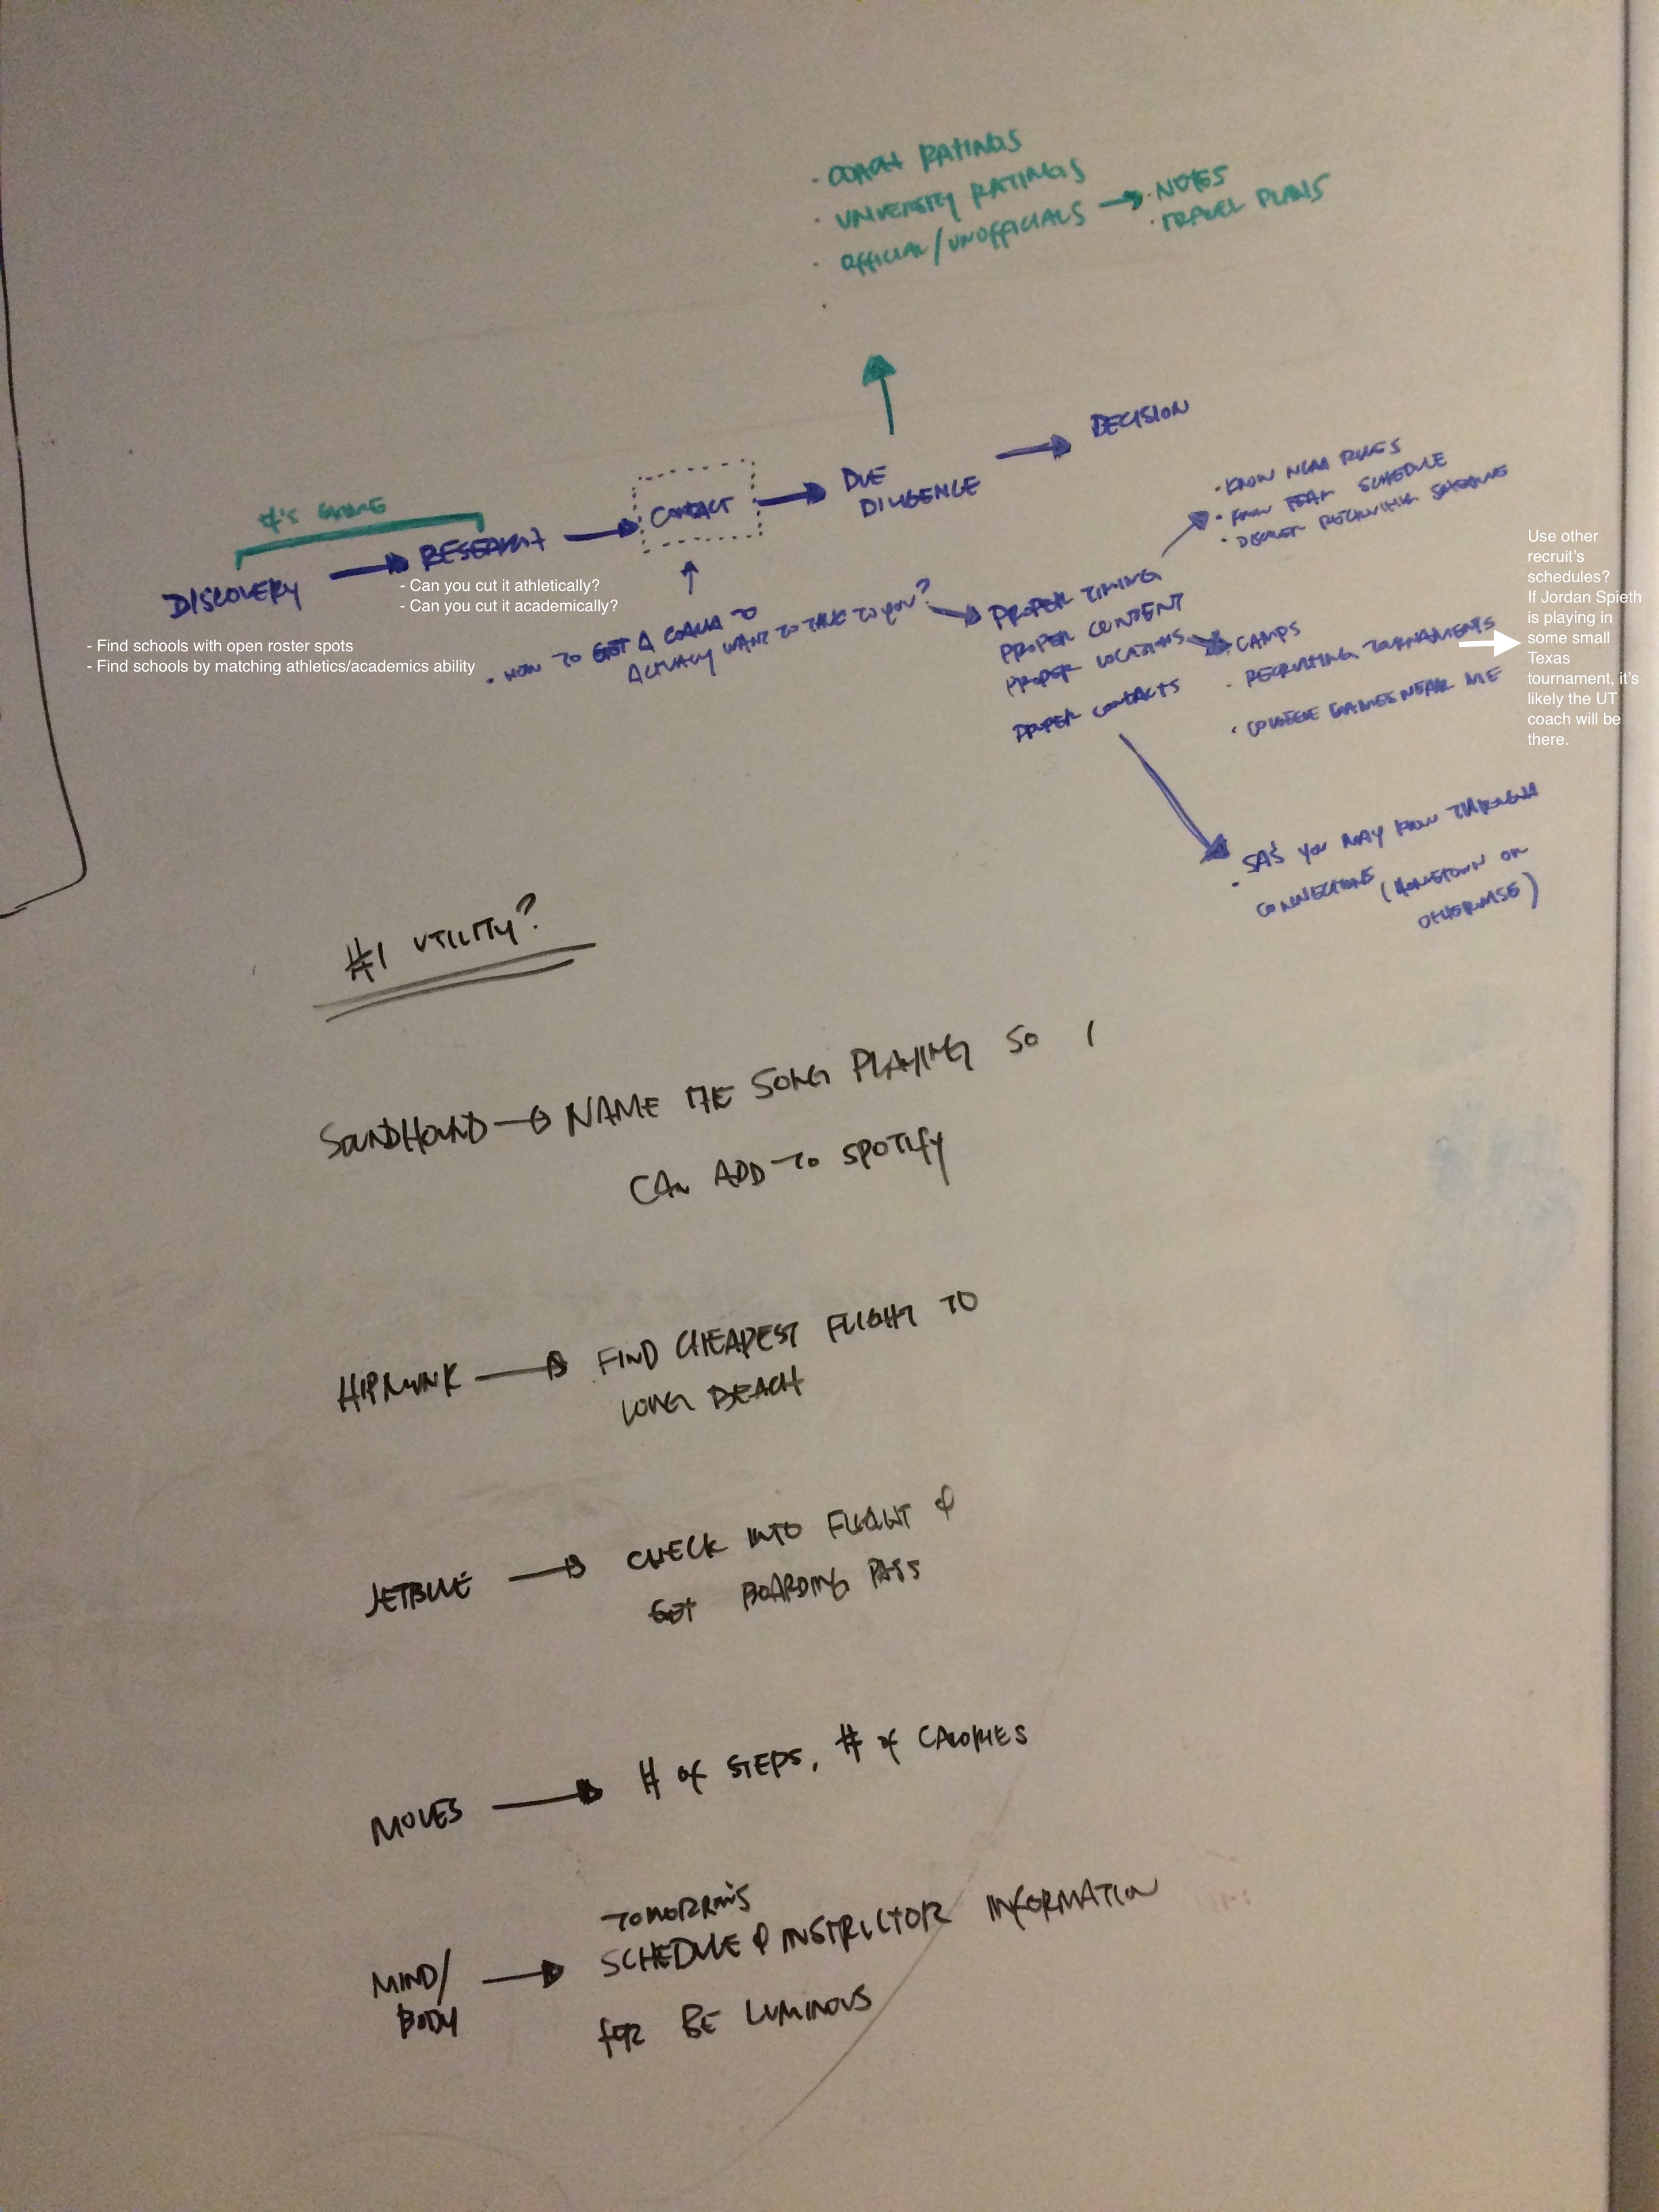 · COACH RATINGS
· UNIVERSITY RATINGS
· OFFICIAL/UNOFFICIALS → · NOTES
· TRAVEL PLANS
#'S GAME
DISCOVERY → RESEARCH → CONTACT → DUE
DILIGENCE → DECISION
- Find schools with open roster spots
- Find schools by matching athletics/academics ability
- Can you cut it athletically?
- Can you cut it academically?
· HOW TO GET A COACH TO
ACTUALLY WANT TO TALK TO YOU? →
PROPER TIMING
PROPER CONTENT
PROPER LOCATIONS
PROPER CONTACTS
· KNOW NCAA RULES
· KNOW TEAM SCHEDULE
· DISCOVER RECRUITING SCHEDULE
· CAMPS
· RECRUITING TOURNAMENTS
· COLLEGE GAMES NEAR ME
Use other
recruit's
schedules?
If Jordan Spieth
is playing in
some small
Texas
tournament, it's
likely the UT
coach will be
there.
· SA'S YOU MAY KNOW THROUGH
CONNECTIONS (HOMETOWN OR
OTHERWISE)
#1 UTILITY?
SOUNDHOUND → NAME THE SONG PLAYING SO I
CAN ADD TO SPOTIFY
HIPMUNK → FIND CHEAPEST FLIGHT TO
LONG BEACH
JETBLUE → CHECK INTO FLIGHT &
GET BOARDING PASS
MOVES → # of STEPS, # of CALORIES
TOMORROW'S
MIND/ → SCHEDULE & INSTRUCTOR INFORMATION
BODY
FOR BE LUMINOUS